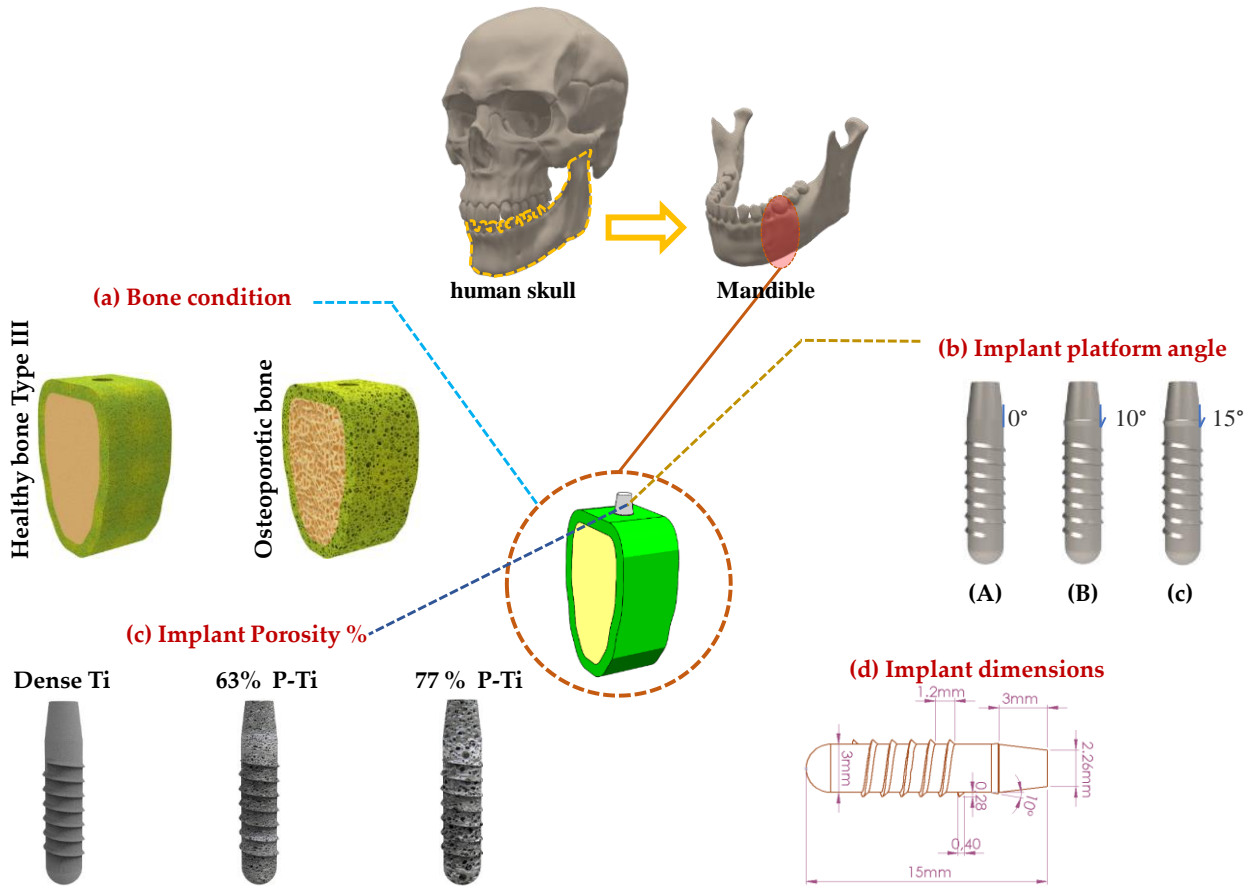 human skull
Mandible
(a) Bone condition
Healthy bone Type III
Osteoporotic bone
(b) Implant platform angle
0°
10°
15°
(A)
(B)
(c)
(c) Implant Porosity %
Dense Ti
63% P-Ti
77 % P-Ti
(d) Implant dimensions
1,2mm
3mm
3mm
2.26mm
0,28
10°
0,40
15mm